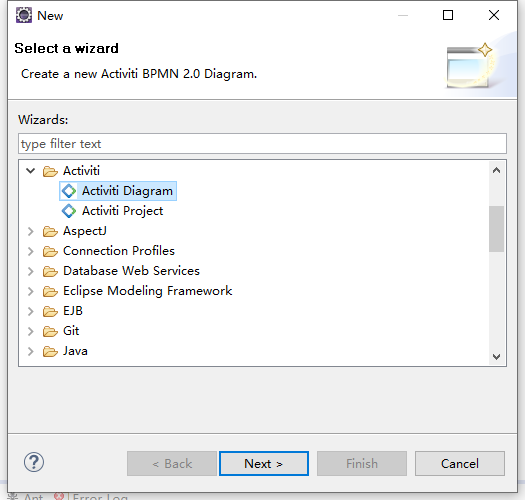 New
Select a wizard
Create a new Activiti BPMN 2.0 Diagram.
Wizards:
type filter text
Activiti
Activiti Diagram
Activiti Project
AspectJ
Connection Profiles
Database Web Services
Eclipse Modeling Framework
EJB
Git
Java
?
< Back
Next >
Finish
Cancel
Ant
Error Log